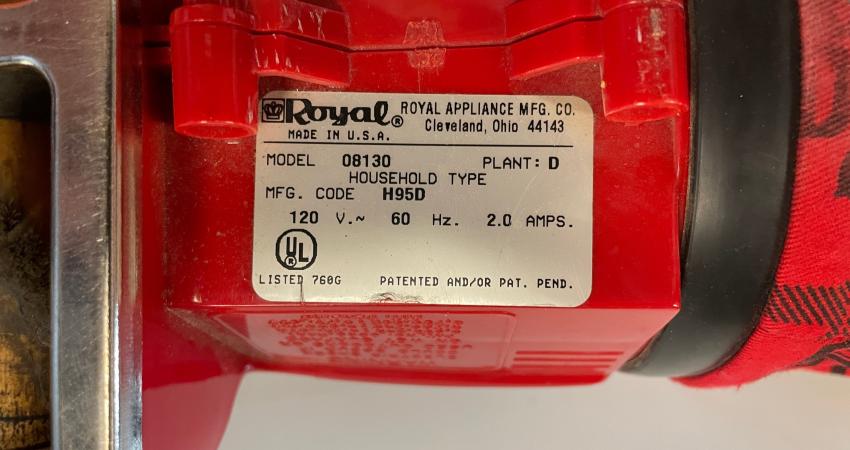 Royal® ROYAL APPLIANCE MFG. CO.
MADE IN U.S.A. Cleveland, Ohio 44143
MODEL 08130 PLANT: D
HOUSEHOLD TYPE
MFG. CODE H95D
120 V.~ 60 Hz. 2.0 AMPS.
UL®
LISTED 760G PATENTED AND/OR PAT. PEND.